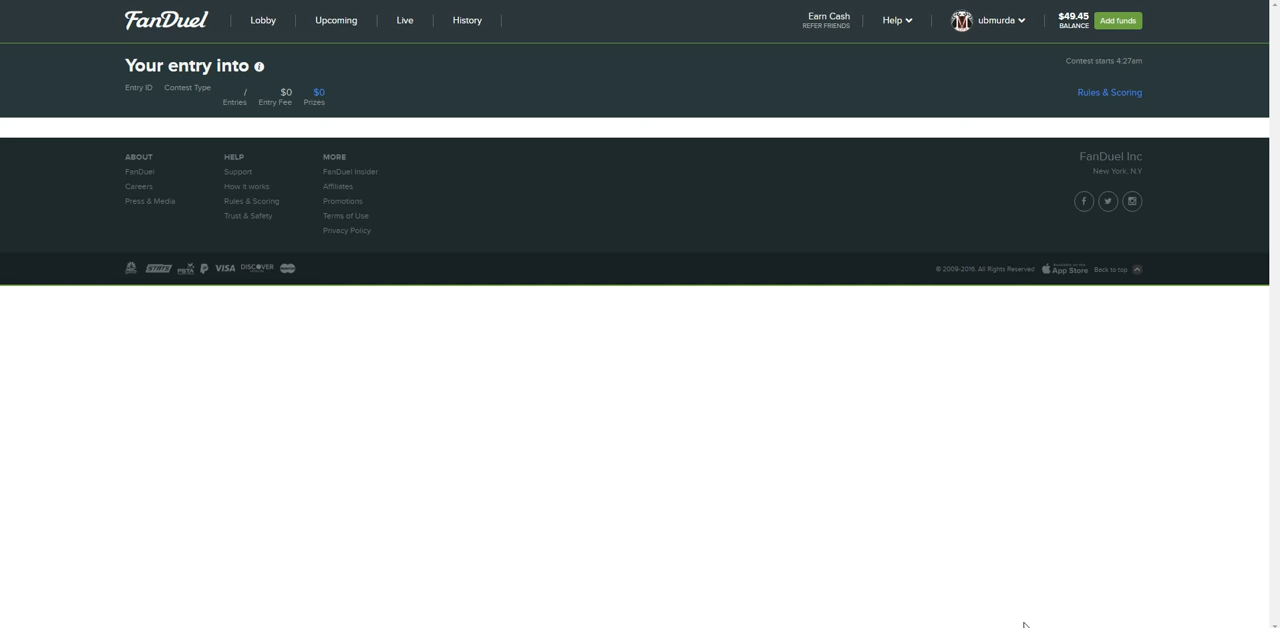 FanDuel
Lobby
Upcoming
Live
History
Earn Cash
REFER FRIENDS
Help
ubmurda
$49.45
BALANCE
Add funds
Your entry into
Contest starts 4:27am
Entry ID
Contest Type
/
Entries
$0
Entry Fee
$0
Prizes
Rules & Scoring
ABOUT
FanDuel
Careers
Press & Media
HELP
Support
How it works
Rules & Scoring
Trust & Safety
MORE
FanDuel Insider
Affiliates
Promotions
Terms of Use
Privacy Policy
FanDuel Inc
New York, N.Y
STATS
FSTA
VISA
DISCOVER
© 2009-2016. All Rights Reserved
App Store
Back to top